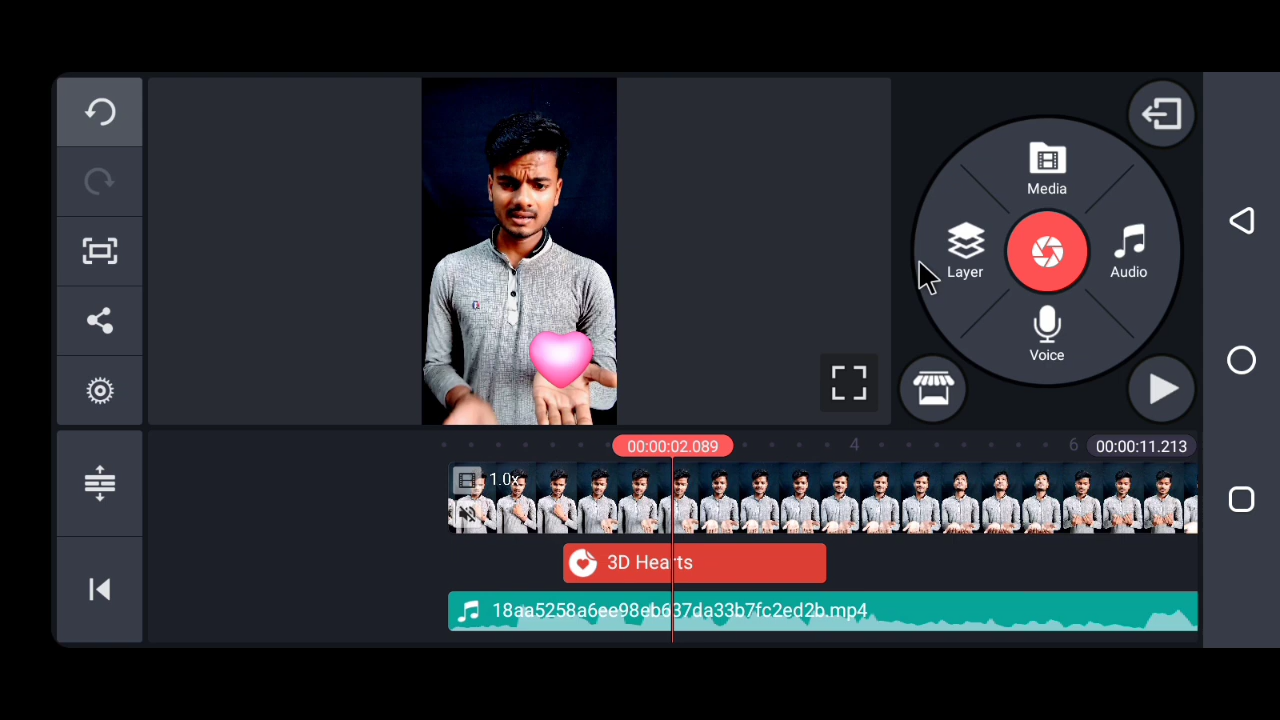 Media
Layer
Audio
Voice
00:00:02.089
4
6
00:00:11.213
1.0x
3D Hearts
18aa5258a6ee98eb637da33b7fc2ed2b.mp4